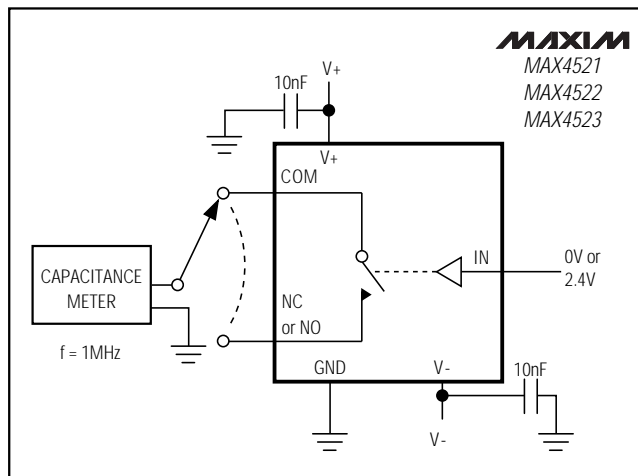 MAXIM
MAX4521
MAX4522
MAX4523
V+
10nF
V+
COM
CAPACITANCE
METER
f = 1MHz
NC
or NO
IN
0V or
2.4V
GND
V-
10nF
V-